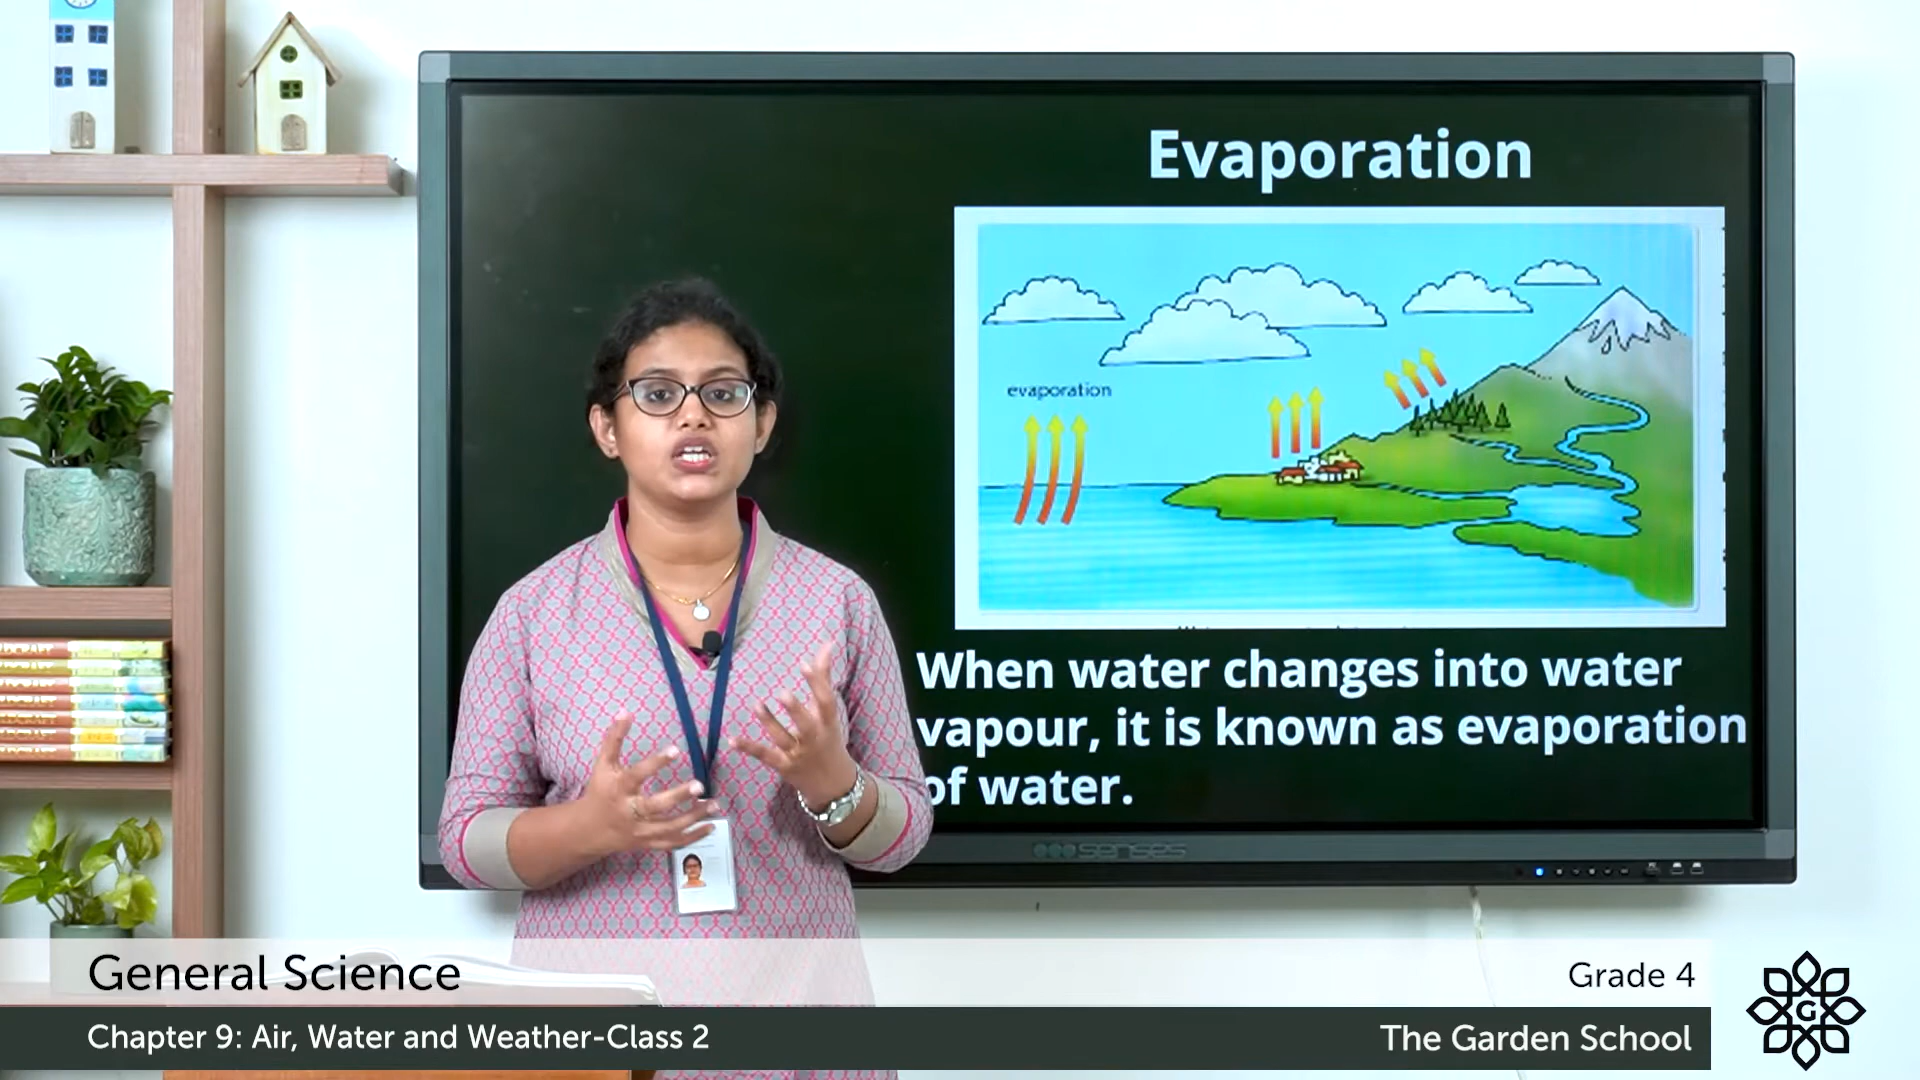 Evaporation
evaporation
When water changes into water
vapour, it is known as evaporation
of water.
senses
General Science
Grade 4
Chapter 9: Air, Water and Weather-Class 2
The Garden School
G